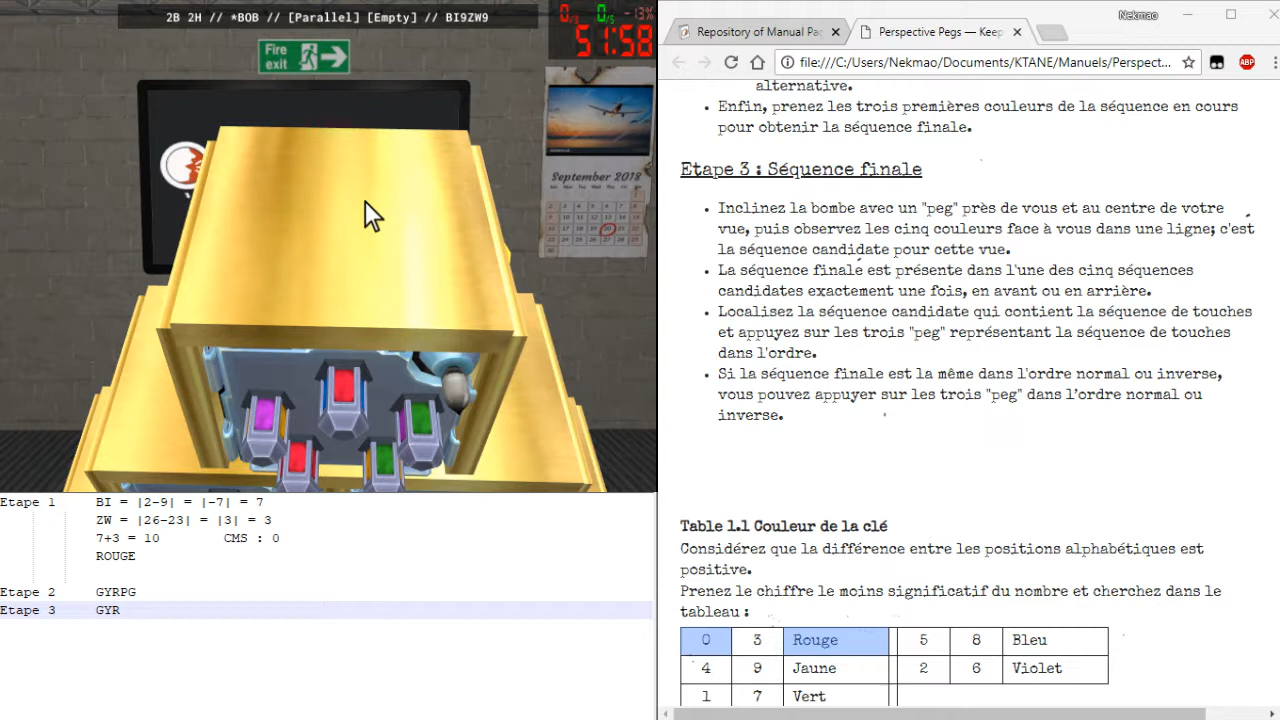 2B 2H // *BOB // [Parallel] [Empty] // BI9ZW9
-13%
51:58
Fire
exit
September 2018
Etape 1 BI = |2-9| = |-7| = 7
ZW = |26-23| = |3| = 3
7+3 = 10 CMS : 0
ROUGE
Etape 2 GYRPG
Etape 3 GYR
Nekmao
Repository of Manual Pag
Perspective Pegs — Keep
file:///C:/Users/Nekmao/Documents/KTANE/Manuels/Perspect...
ABP
alternative.
• Enfin, prenez les trois premières couleurs de la séquence en cours
pour obtenir la séquence finale.
Etape 3 : Séquence finale
• Inclinez la bombe avec un "peg" près de vous et au centre de votre
vue, puis observez les cinq couleurs face à vous dans une ligne; c'est
la séquence candidate pour cette vue.
• La séquence finale est présente dans l'une des cinq séquences
candidates exactement une fois, en avant ou en arrière.
• Localisez la séquence candidate qui contient la séquence de touches
et appuyez sur les trois "peg" représentant la séquence de touches
dans l'ordre.
• Si la séquence finale est la même dans l'ordre normal ou inverse,
vous pouvez appuyer sur les trois "peg" dans l'ordre normal ou
inverse.
Table 1.1 Couleur de la clé
Considérez que la différence entre les positions alphabétiques est
positive.
Prenez le chiffre le moins significatif du nombre et cherchez dans le
tableau :
0 3 Rouge 5 8 Bleu
4 9 Jaune 2 6 Violet
1 7 Vert